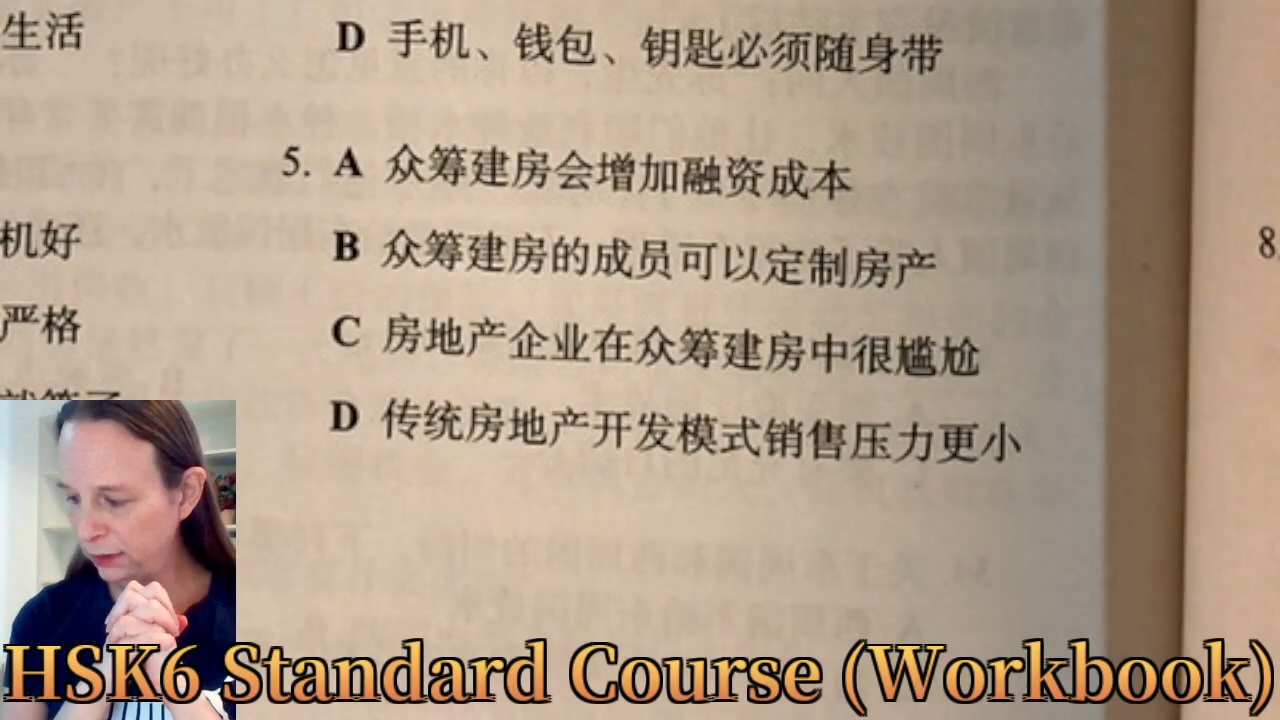 生活
D 手机、钱包、钥匙必须随身带
5. A 众筹建房会增加融资成本
机好
B 众筹建房的成员可以定制房产
8
严格
C 房地产企业在众筹建房中很尴尬
D 传统房地产开发模式销售压力更小
HSK6 Standard Course (Workbook)